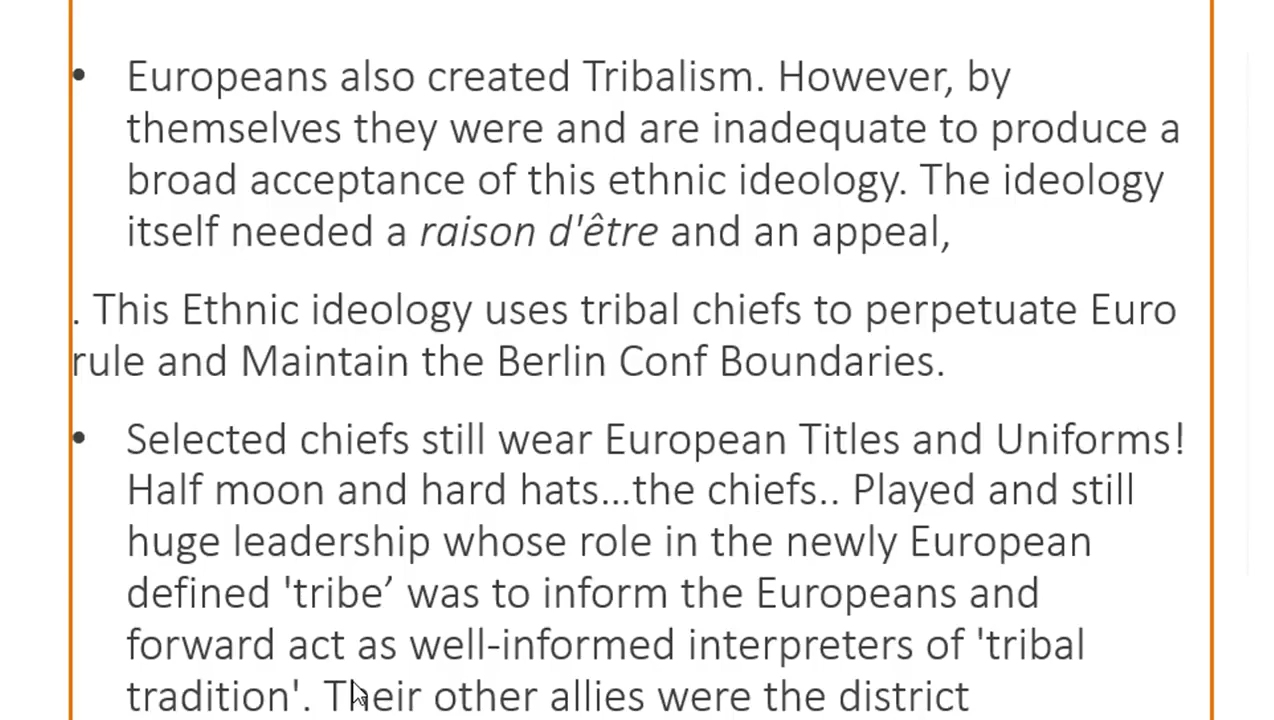 • Europeans also created Tribalism. However, by
themselves they were and are inadequate to produce a
broad acceptance of this ethnic ideology. The ideology
itself needed a raison d'être and an appeal,
. This Ethnic ideology uses tribal chiefs to perpetuate Euro
rule and Maintain the Berlin Conf Boundaries.
• Selected chiefs still wear European Titles and Uniforms!
Half moon and hard hats...the chiefs.. Played and still
huge leadership whose role in the newly European
defined 'tribe’ was to inform the Europeans and
forward act as well-informed interpreters of 'tribal
tradition'. Their other allies were the district